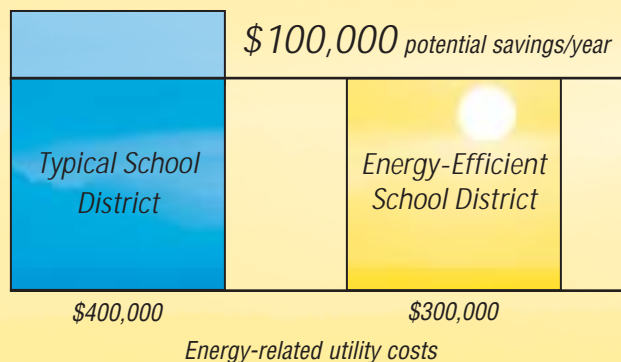 $100,000 potential savings/year
Typical School
District
Energy-Efficient
School District
$400,000
$300,000
Energy-related utility costs